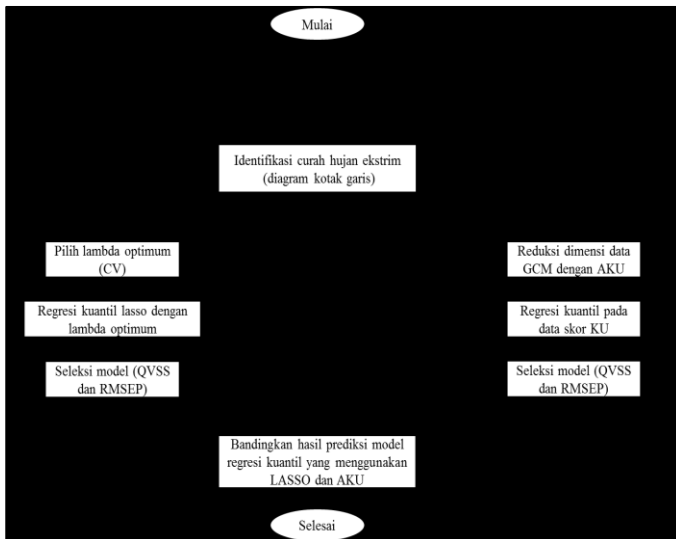 Mulai
Identifikasi curah hujan ekstrim
(diagram kotak garis)
Pilih lambda optimum
(CV)
Regresi kuantil lasso dengan
lambda optimum
Seleksi model (QVSS
dan RMSEP)
Reduksi dimensi data
GCM dengan AKU
Regresi kuantil pada
data skor KU
Seleksi model (QVSS
dan RMSEP)
Bandingkan hasil prediksi model
regresi kuantil yang menggunakan
LASSO dan AKU
Selesai